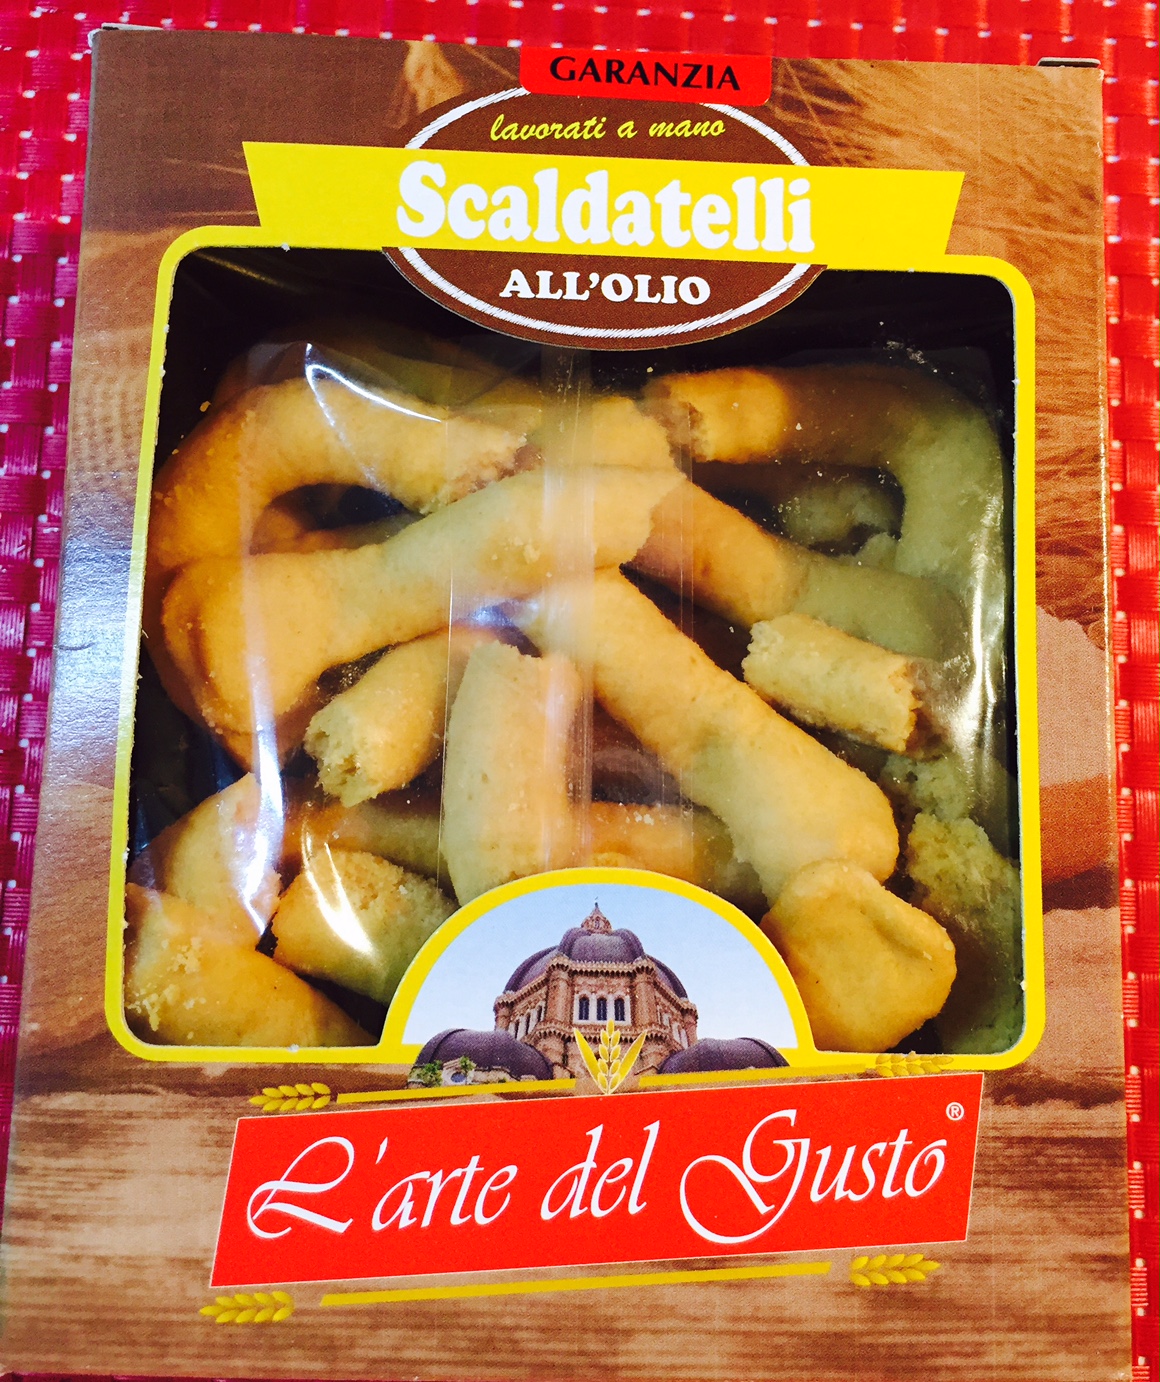 GARANZIA
lavorati a mano
Scaldatelli
ALL'OLIO
L'arte del Gusto®